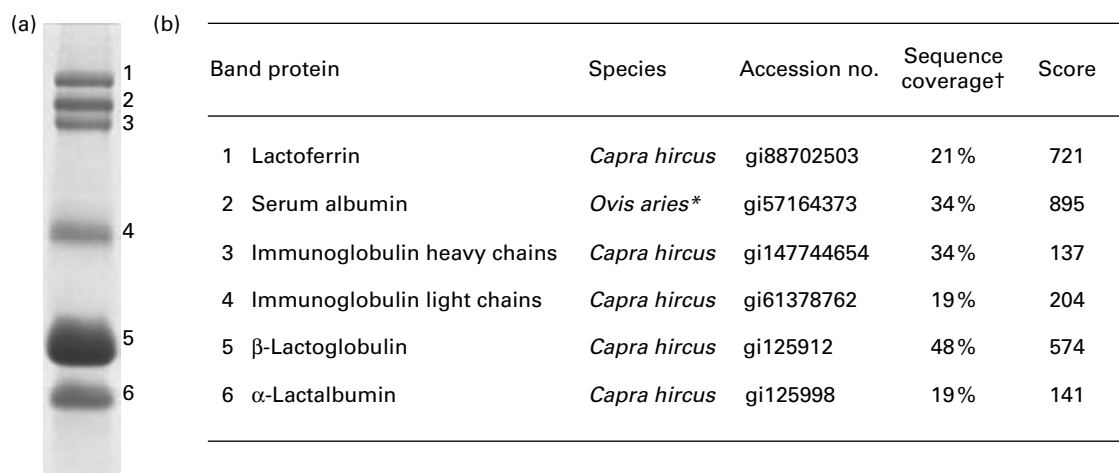 (a)
1
2
3
4
5
6
(b)
Band protein Species Accession no. Sequence coverage† Score
1 Lactoferrin Capra hircus gi88702503 21% 721
2 Serum albumin Ovis aries* gi57164373 34% 895
3 Immunoglobulin heavy chains Capra hircus gi147744654 34% 137
4 Immunoglobulin light chains Capra hircus gi61378762 19% 204
5 β-Lactoglobulin Capra hircus gi125912 48% 574
6 α-Lactalbumin Capra hircus gi125998 19% 141